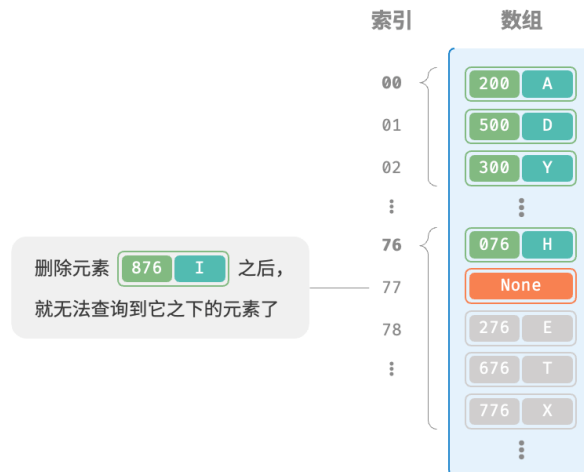 索引 数组
00 200 A
01 500 D
02 300 Y
76 076 H
删除元素 876 I 之后，
就无法查询到它之下的元素了
77 None
78 276 E
676 T
776 X